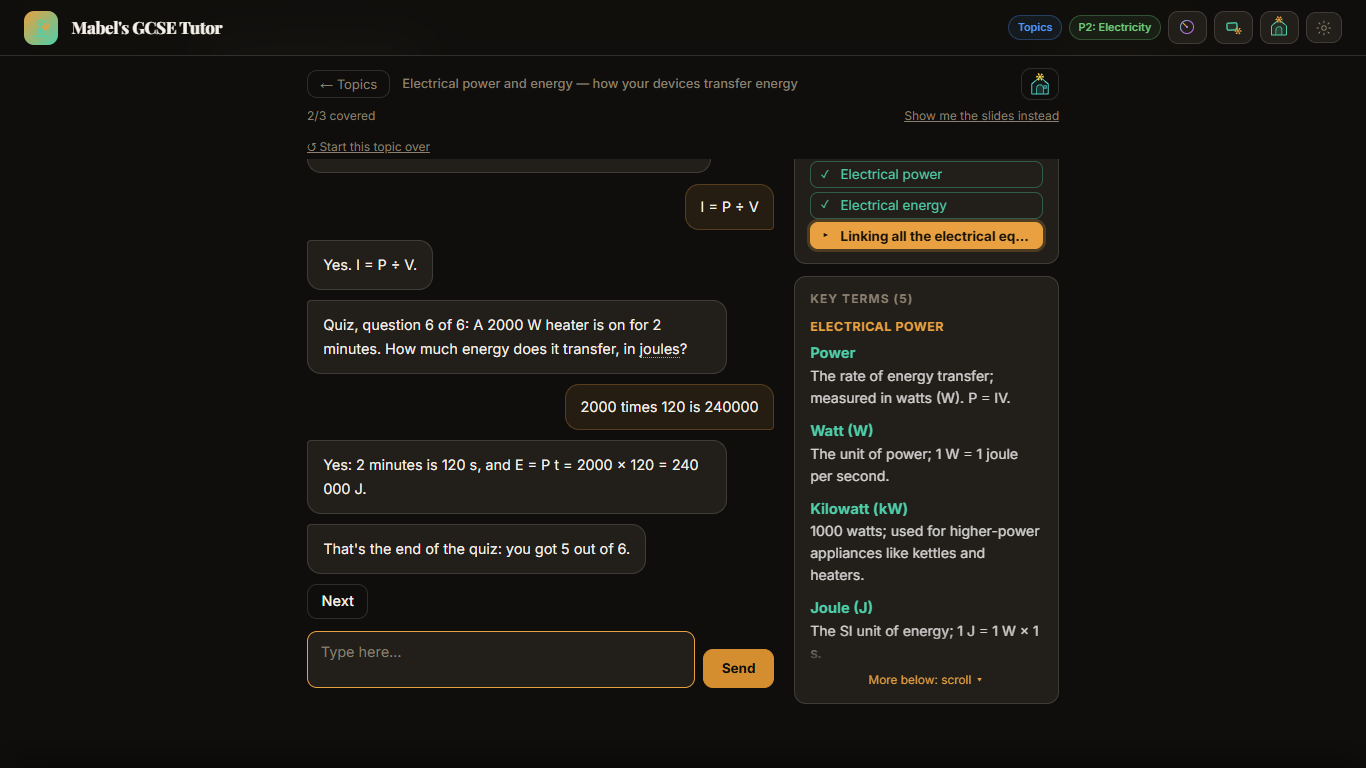 Mabel's GCSE Tutor
Topics
P2: Electricity
← Topics
Electrical power and energy — how your devices transfer energy
2/3 covered
Show me the slides instead
↺ Start this topic over
I = P ÷ V
Yes. I = P ÷ V.
Quiz, question 6 of 6: A 2000 W heater is on for 2
minutes. How much energy does it transfer, in joules?
2000 times 120 is 240000
Yes: 2 minutes is 120 s, and E = P t = 2000 × 120 = 240
000 J.
That's the end of the quiz: you got 5 out of 6.
Next
Type here...
Send
✓ Electrical power
✓ Electrical energy
‣ Linking all the electrical eq...
KEY TERMS (5)
ELECTRICAL POWER
Power
The rate of energy transfer;
measured in watts (W). P = IV.
Watt (W)
The unit of power; 1 W = 1 joule
per second.
Kilowatt (kW)
1000 watts; used for higher-power
appliances like kettles and
heaters.
Joule (J)
The SI unit of energy; 1 J = 1 W × 1
s.
More below: scroll ▾